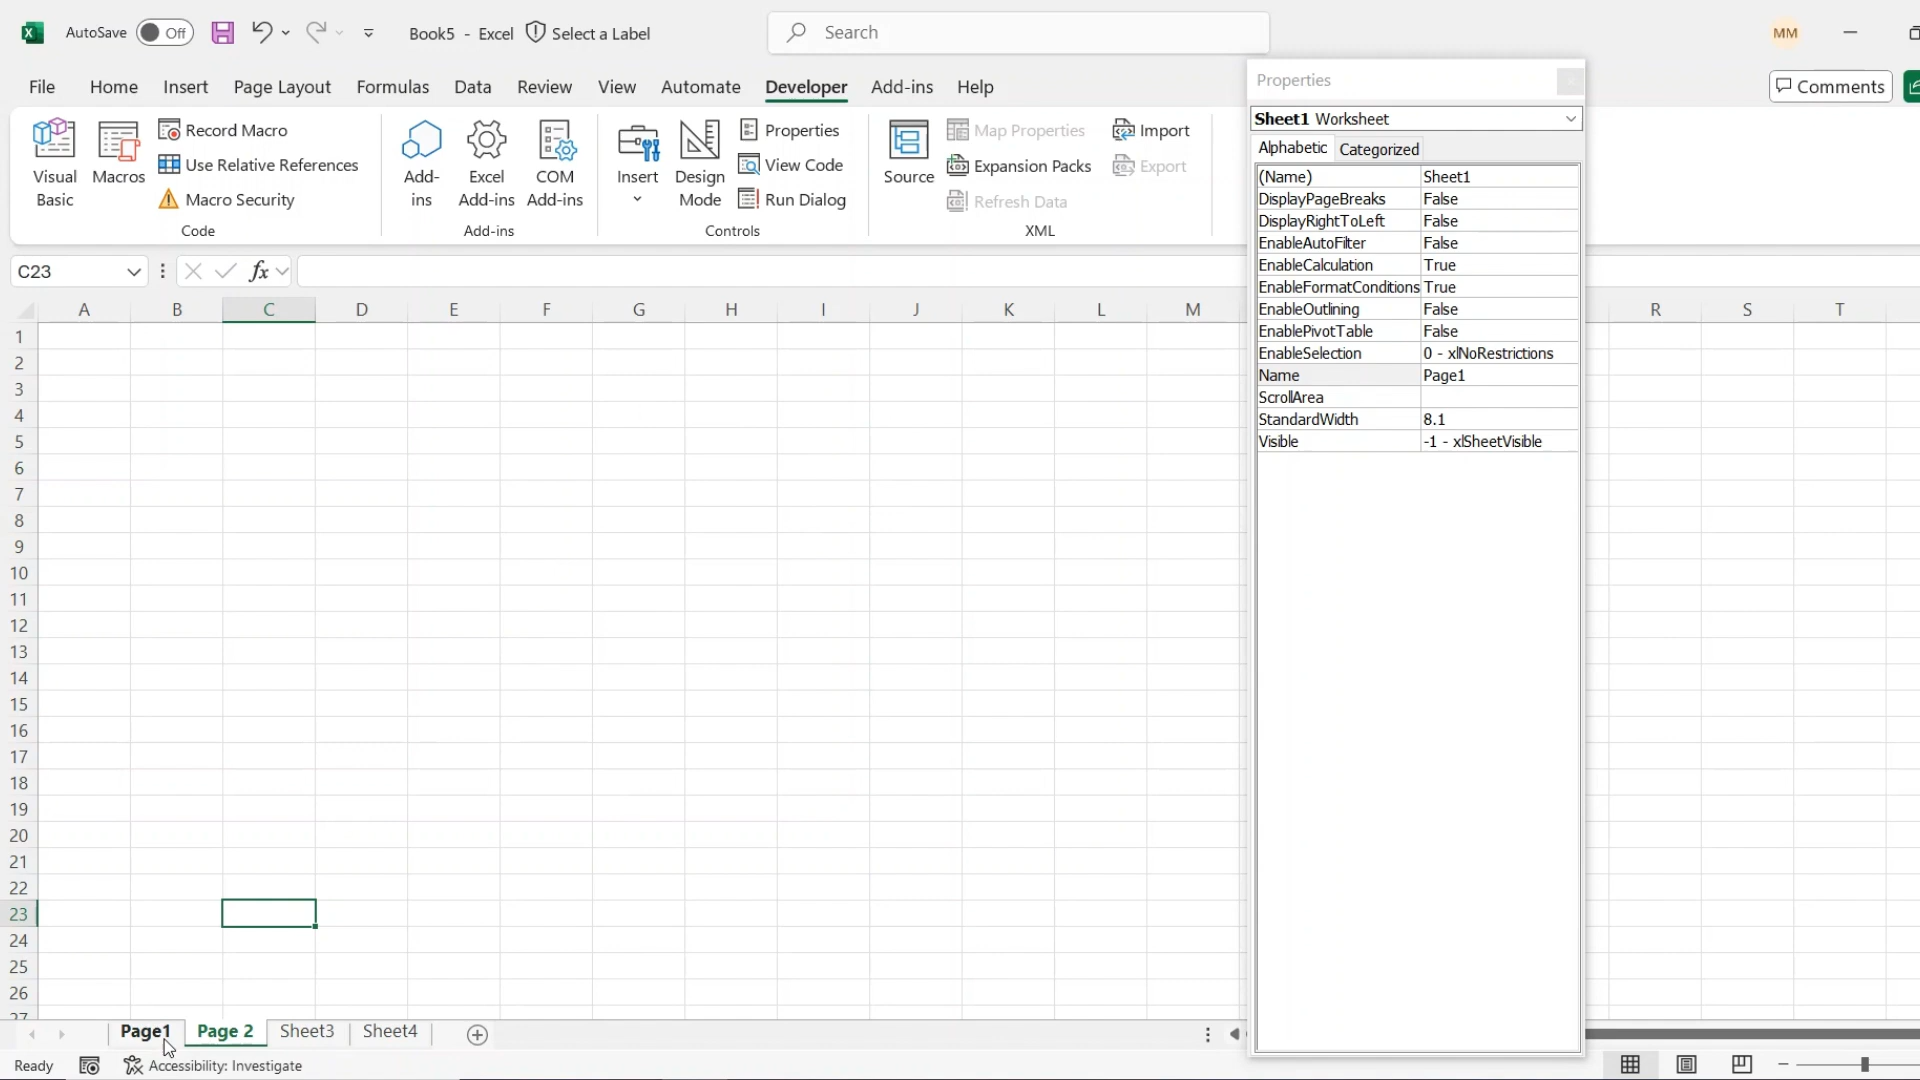 AutoSave Off Book5 - Excel Select a Label Search MM
File Home Insert Page Layout Formulas Data Review View Automate Developer Add-ins Help Comments
Visual Basic
Macros
Record Macro
Use Relative References
Macro Security
Code
Add-ins
Excel Add-ins
COM Add-ins
Add-ins
Insert
Design Mode
Properties
View Code
Run Dialog
Controls
Source
Map Properties
Expansion Packs
Refresh Data
Import
Export
XML
C23 fx
A B C D E F G H I J K L M R S T
1
2
3
4
5
6
7
8
9
10
11
12
13
14
15
16
17
18
19
20
21
22
23
24
25
26
27
Properties
Sheet1 Worksheet
Alphabetic Categorized
(Name) Sheet1
DisplayPageBreaks False
DisplayRightToLeft False
EnableAutoFilter False
EnableCalculation True
EnableFormatConditions True
EnableOutlining False
EnablePivotTable False
EnableSelection 0 - xlNoRestrictions
Name Page1
ScrollArea
StandardWidth 8.1
Visible -1 - xlSheetVisible
Page1 Page 2 Sheet3 Sheet4
Ready Accessibility: Investigate